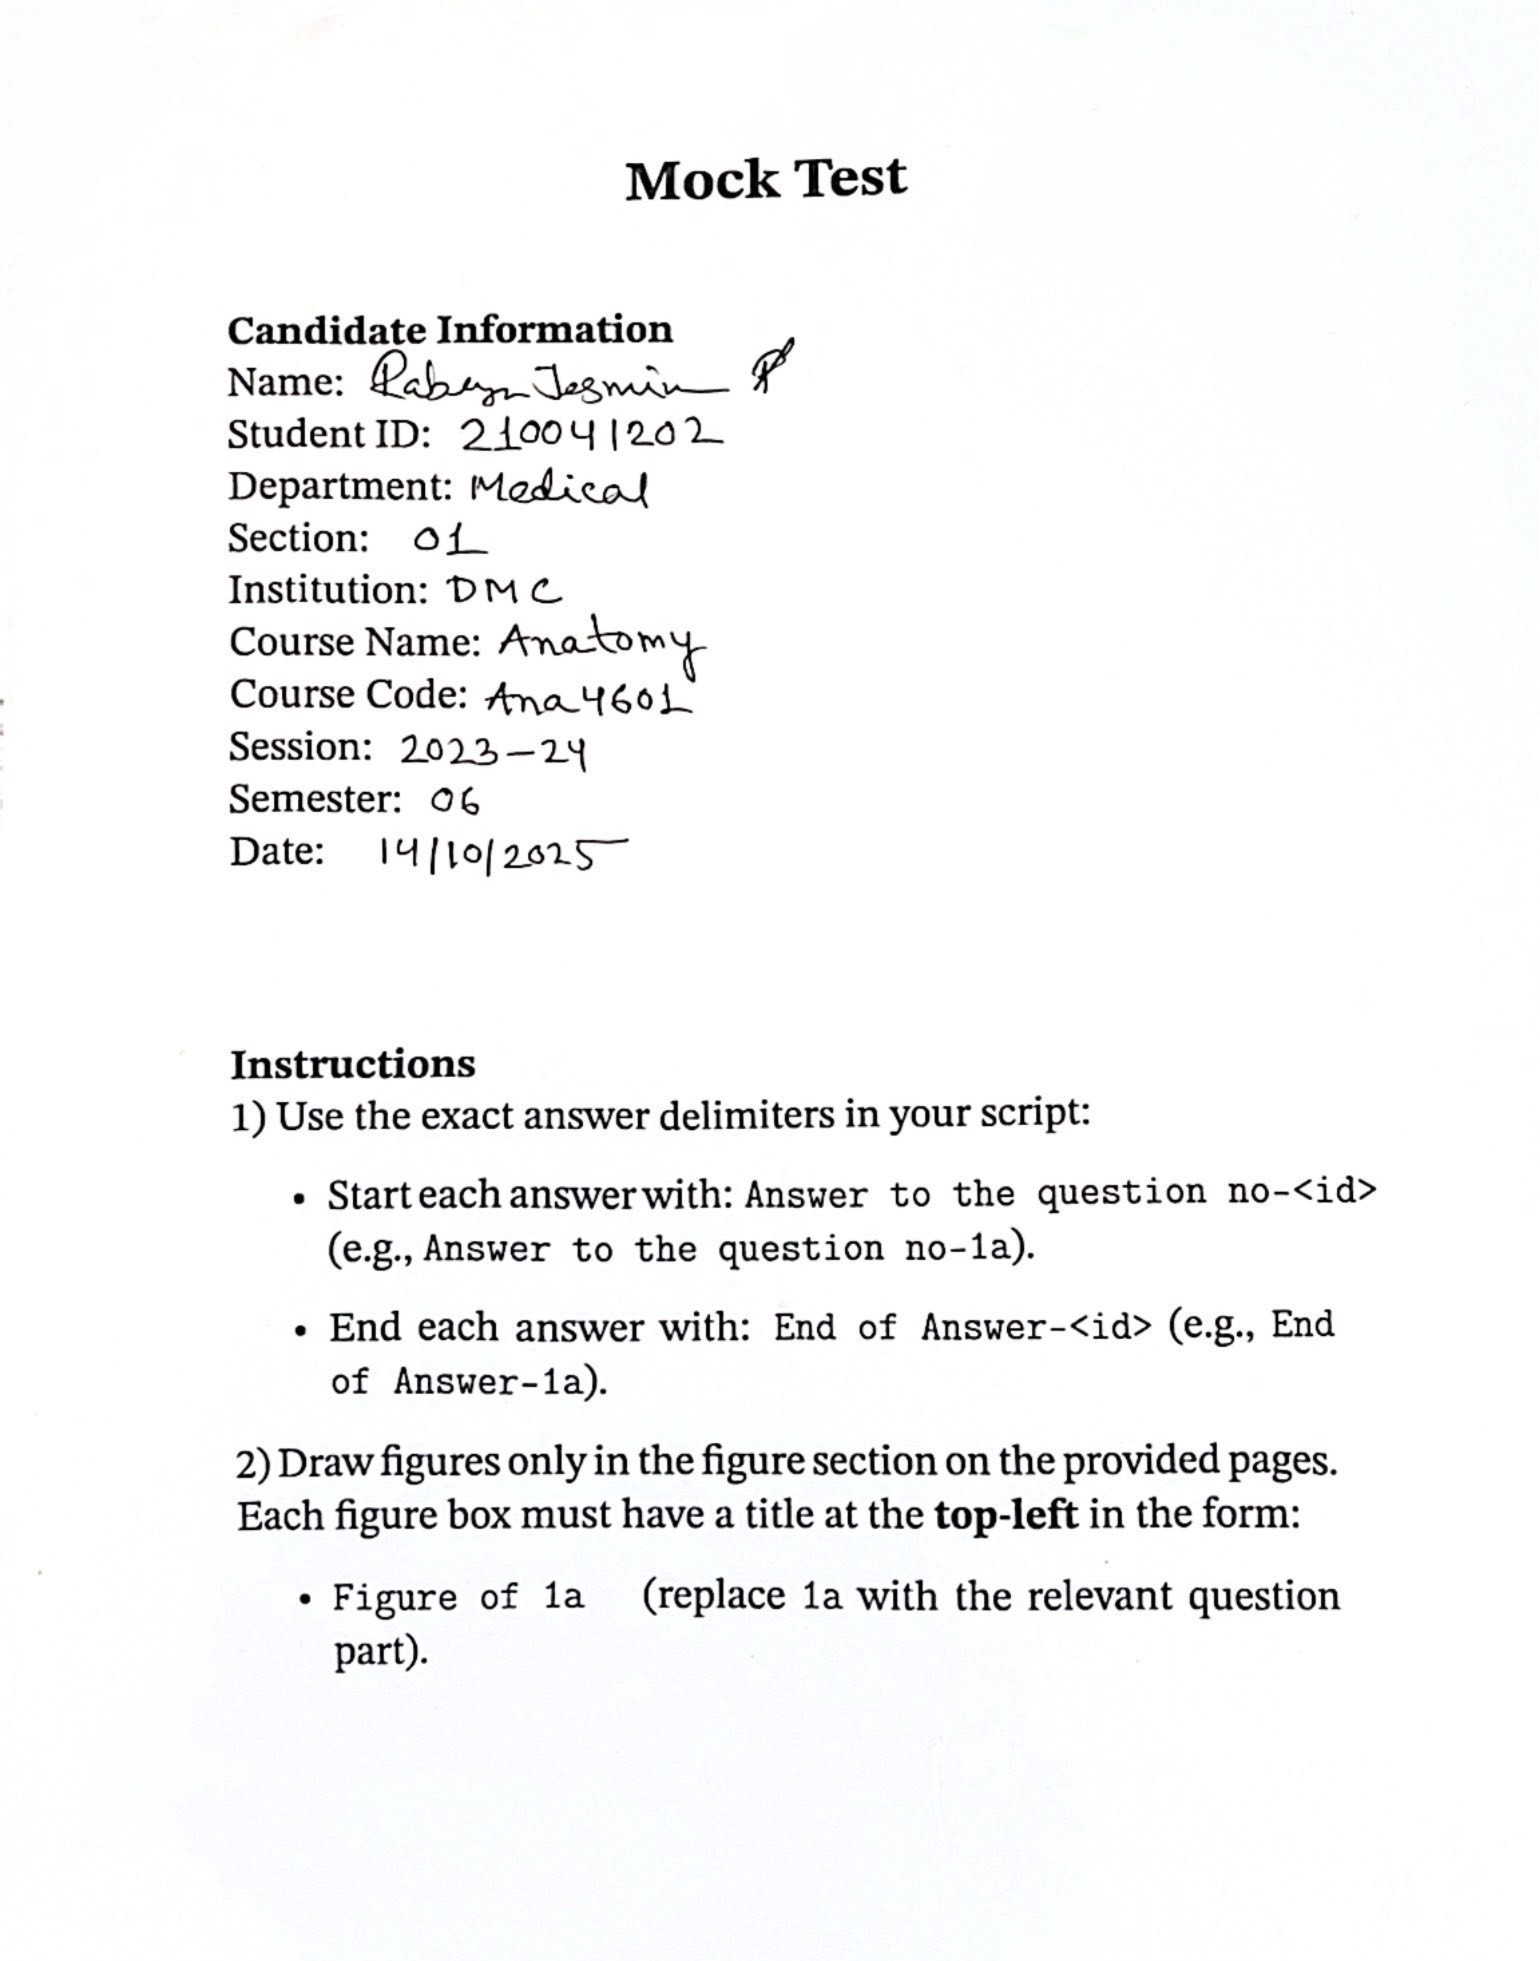 Mock Test
Candidate Information
Name: Rabeya Jesmin
Student ID: 210041202
Department: Medical
Section: 01
Institution: DMC
Course Name: Anatomy
Course Code: Ana 4601
Session: 2023-24
Semester: 06
Date: 14/10/2025
Instructions
1) Use the exact answer delimiters in your script:
• Start each answer with: Answer to the question no-<id>
(e.g., Answer to the question no-1a).
• End each answer with: End of Answer-<id> (e.g., End
of Answer-1a).
2) Draw figures only in the figure section on the provided pages.
Each figure box must have a title at the top-left in the form:
• Figure of 1a (replace 1a with the relevant question
part).